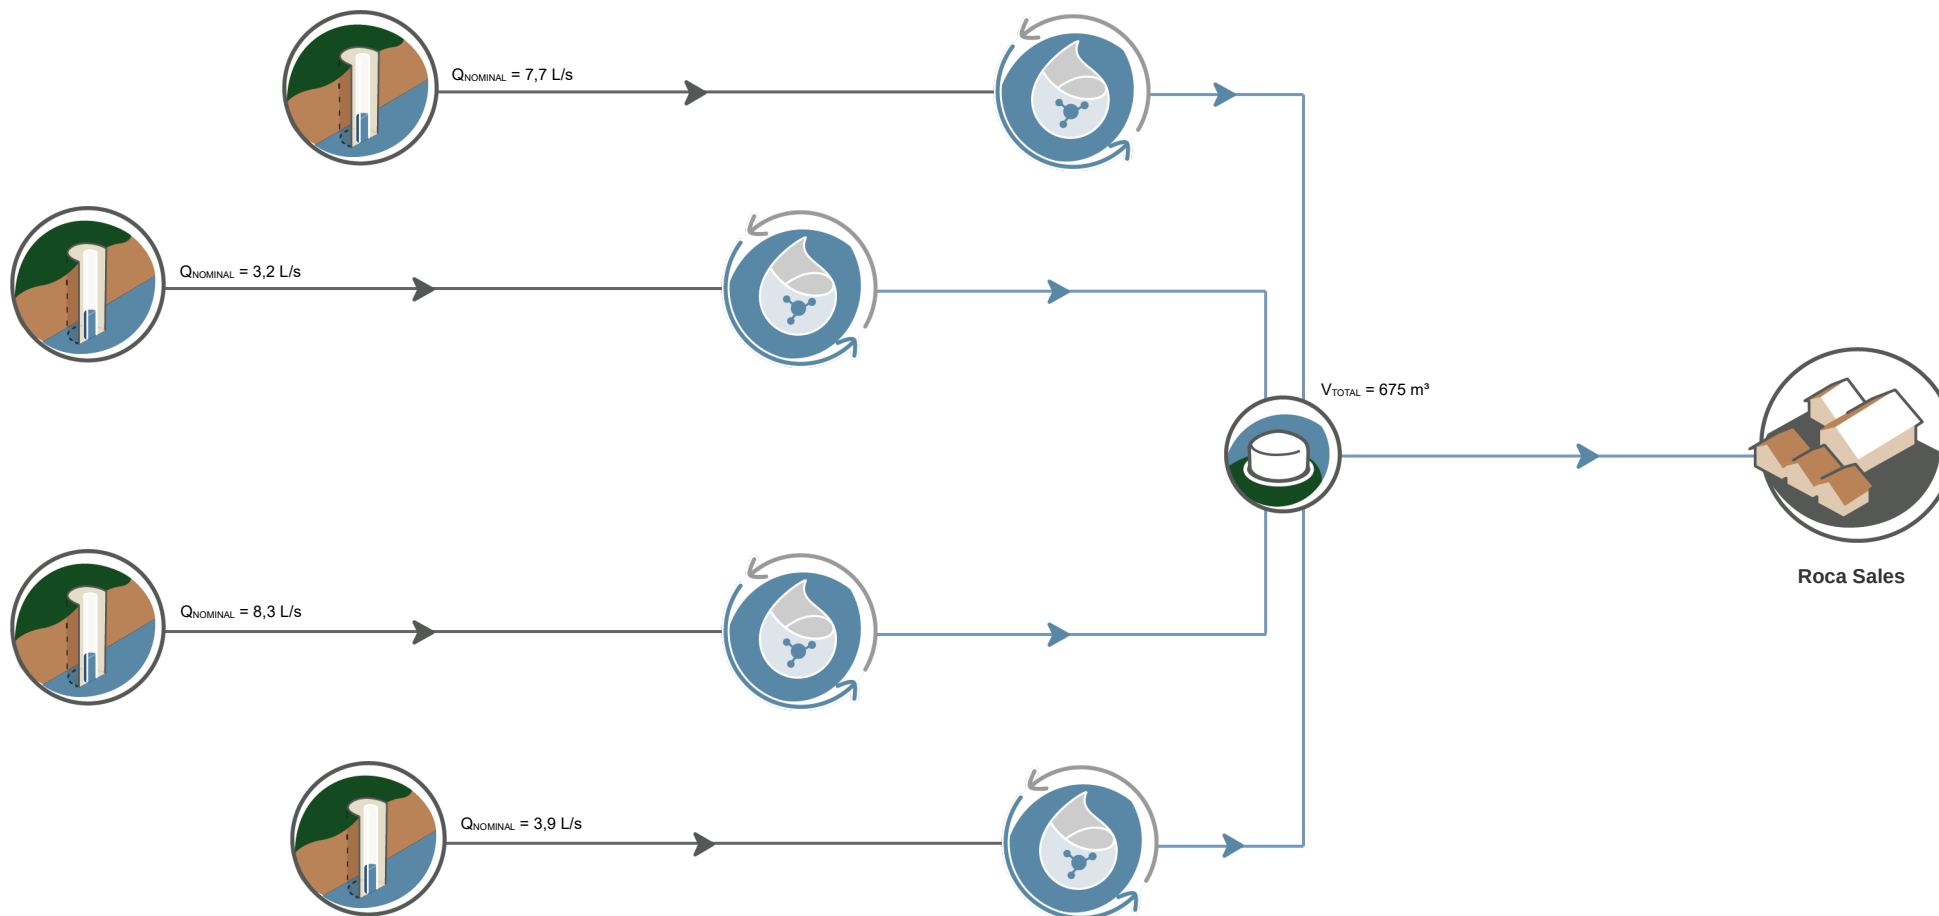 QNOMINAL = 7,7 L/s
QNOMINAL = 3,2 L/s
VTOTAL = 675 m³
Roca Sales
QNOMINAL = 8,3 L/s
QNOMINAL = 3,9 L/s